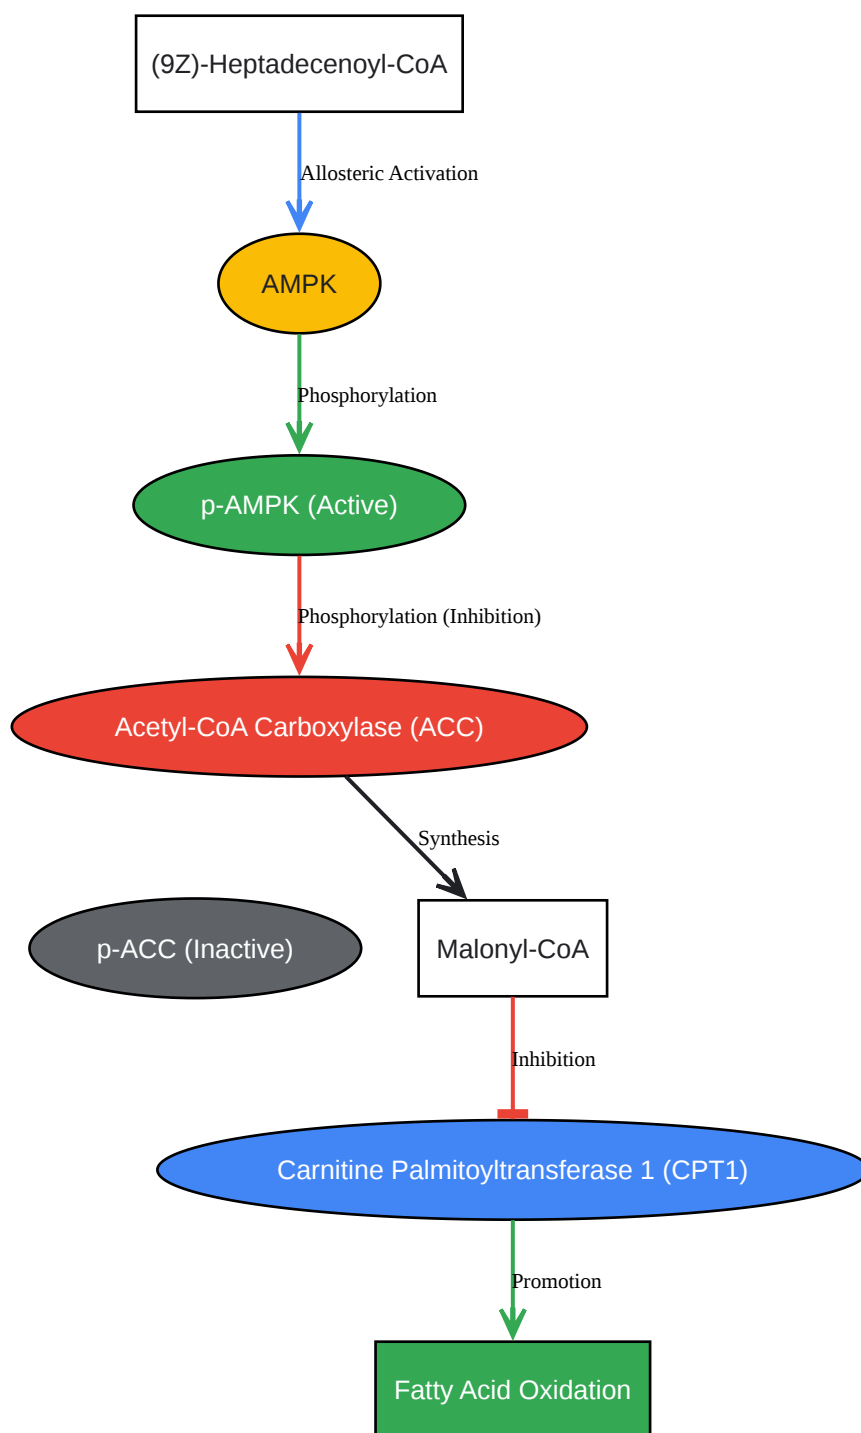 (9Z)-Heptadecenoyl-CoA
Allosteric Activation
AMPK
Phosphorylation
p-AMPK (Active)
Phosphorylation (Inhibition)
Acetyl-CoA Carboxylase (ACC)
Synthesis
p-ACC (Inactive)
Malonyl-CoA
Inhibition
Carnitine Palmitoyltransferase 1 (CPT1)
Promotion
Fatty Acid Oxidation